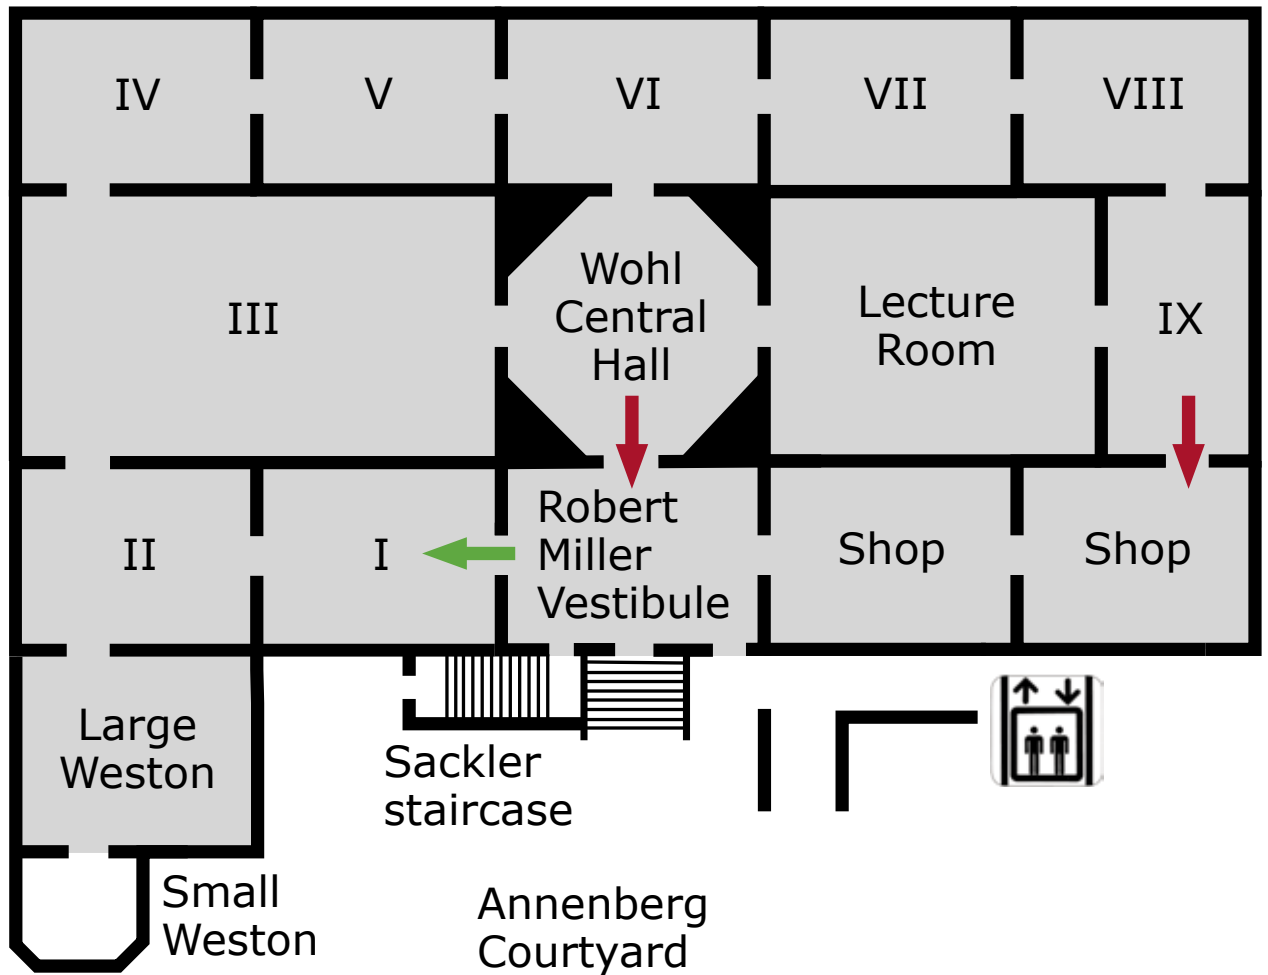 IV
V
VI
VII
VIII
III
Wohl
Central
Hall
Lecture
Room
IX
II
I
Robert
Miller
Vestibule
Shop
Shop
Large
Weston
Sackler
staircase
Small
Weston
Annenberg
Courtyard